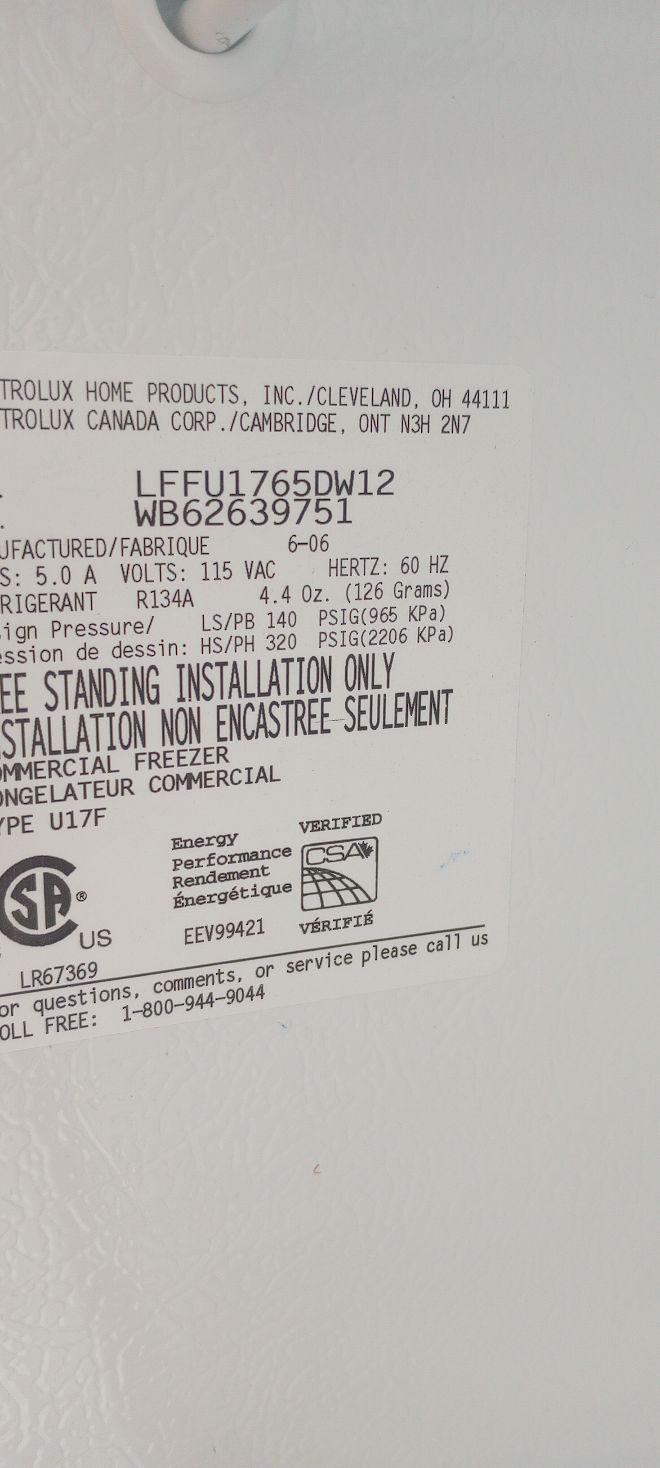 TROLUX HOME PRODUCTS, INC./CLEVELAND, OH 44111
TROLUX CANADA CORP./CAMBRIDGE, ONT N3H 2N7
LFFU1765DW12
WB62639751
UFACTURED/FABRIQUE 6-06
S: 5.0 A VOLTS: 115 VAC HERTZ: 60 HZ
RIGERANT R134A 4.4 Oz. (126 Grams)
ign Pressure/ LS/PB 140 PSIG(965 KPa)
ession de dessin: HS/PH 320 PSIG(2206 KPa)
EE STANDING INSTALLATION ONLY
STALLATION NON ENCASTREE SEULEMENT
OMMERCIAL FREEZER
ONGELATEUR COMMERCIAL
YPE U17F
Energy
Performance
Rendement
Énergétique
EEV99421
VERIFIED
CSA
VÉRIFIÉ
SA ®
US
LR67369
or questions, comments, or service please call us
OLL FREE: 1-800-944-9044